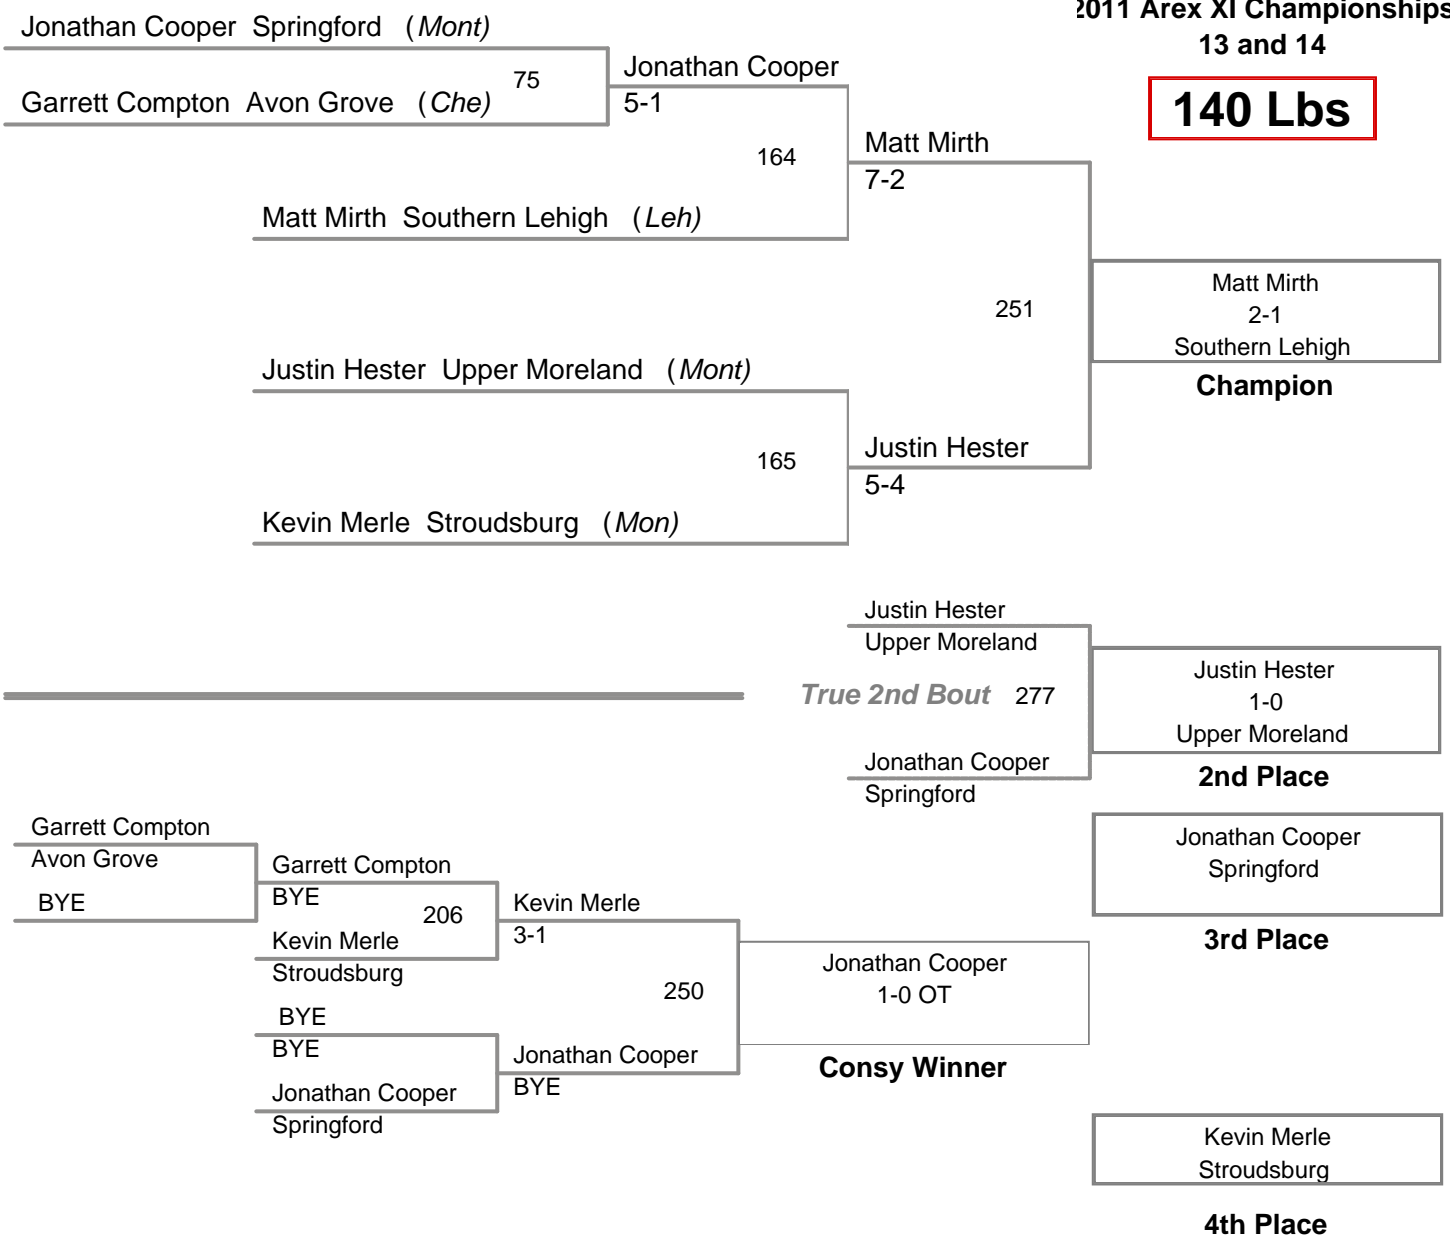 2011 Arex XI Championships
13 and 14
140 Lbs
Jonathan Cooper Springford (Mont)
75
Garrett Compton Avon Grove (Che)
Jonathan Cooper
5-1
164
Matt Mirth Southern Lehigh (Leh)
Matt Mirth
7-2
251
Justin Hester Upper Moreland (Mont)
165
Kevin Merle Stroudsburg (Mon)
Justin Hester
5-4
Matt Mirth
2-1
Southern Lehigh
Champion
Justin Hester
Upper Moreland
True 2nd Bout 277
Jonathan Cooper
Springford
Justin Hester
1-0
Upper Moreland
2nd Place
Jonathan Cooper
Springford
3rd Place
Garrett Compton
Avon Grove
BYE
Garrett Compton
BYE
206
Kevin Merle
Stroudsburg
BYE
BYE
Jonathan Cooper
Springford
Kevin Merle
3-1
250
Jonathan Cooper
BYE
Jonathan Cooper
1-0 OT
Consy Winner
Kevin Merle
Stroudsburg
4th Place